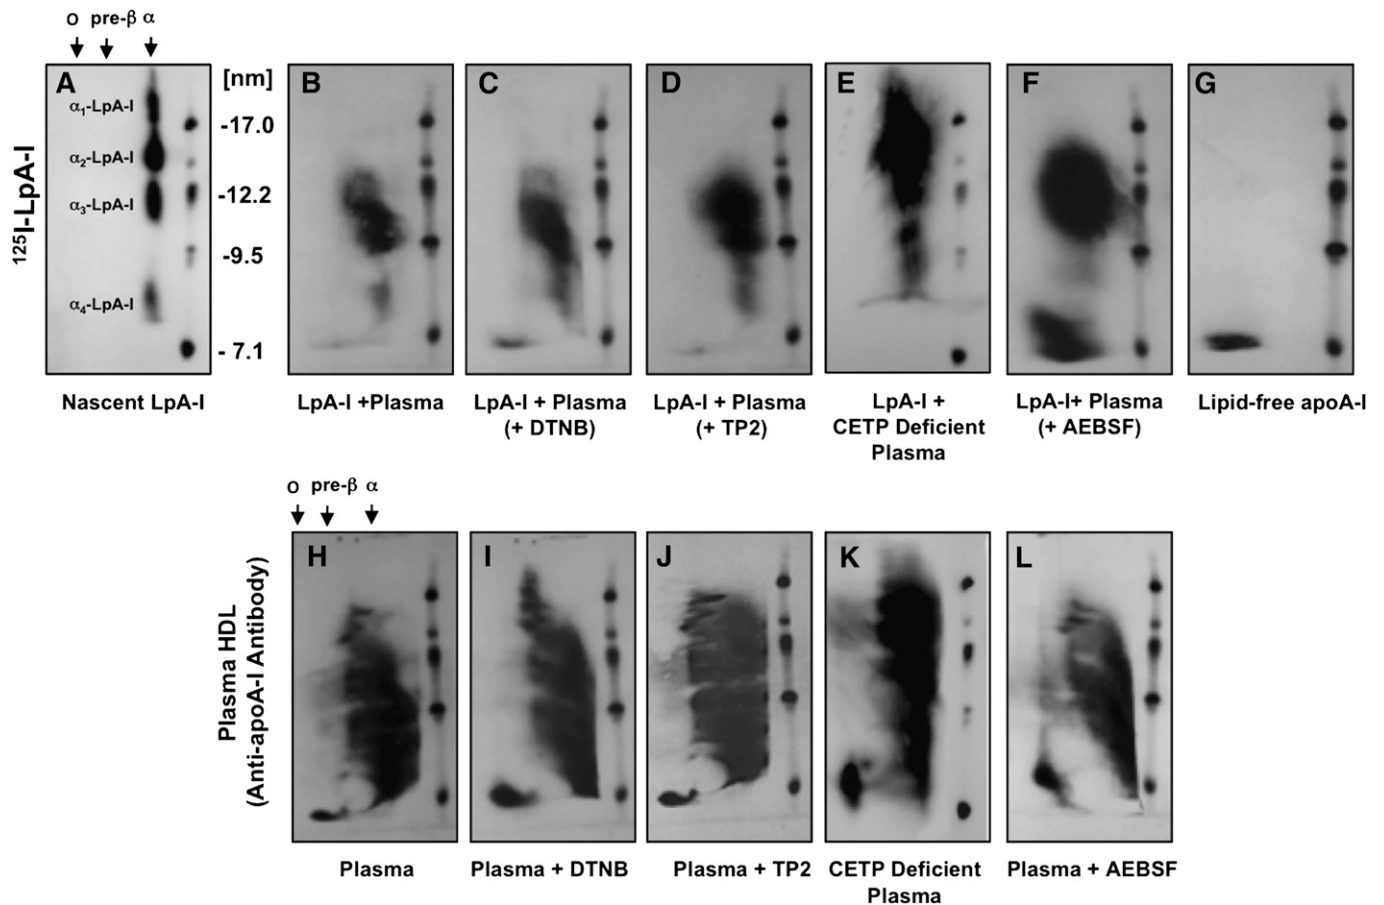 O pre-β α
A B C D E F G
[nm]
α₁-LpA-I
-17.0
α₂-LpA-I
-12.2
α₃-LpA-I
-9.5
α₄-LpA-I
- 7.1
¹²⁵I-LpA-I
Nascent LpA-I
LpA-I +Plasma
LpA-I + Plasma
(+ DTNB)
LpA-I + Plasma
(+ TP2)
LpA-I +
CETP Deficient
Plasma
LpA-I+ Plasma
(+ AEBSF)
Lipid-free apoA-I
O pre-β α
H I J K L
Plasma HDL
(Anti-apoA-I Antibody)
Plasma
Plasma + DTNB
Plasma + TP2
CETP Deficient
Plasma
Plasma + AEBSF